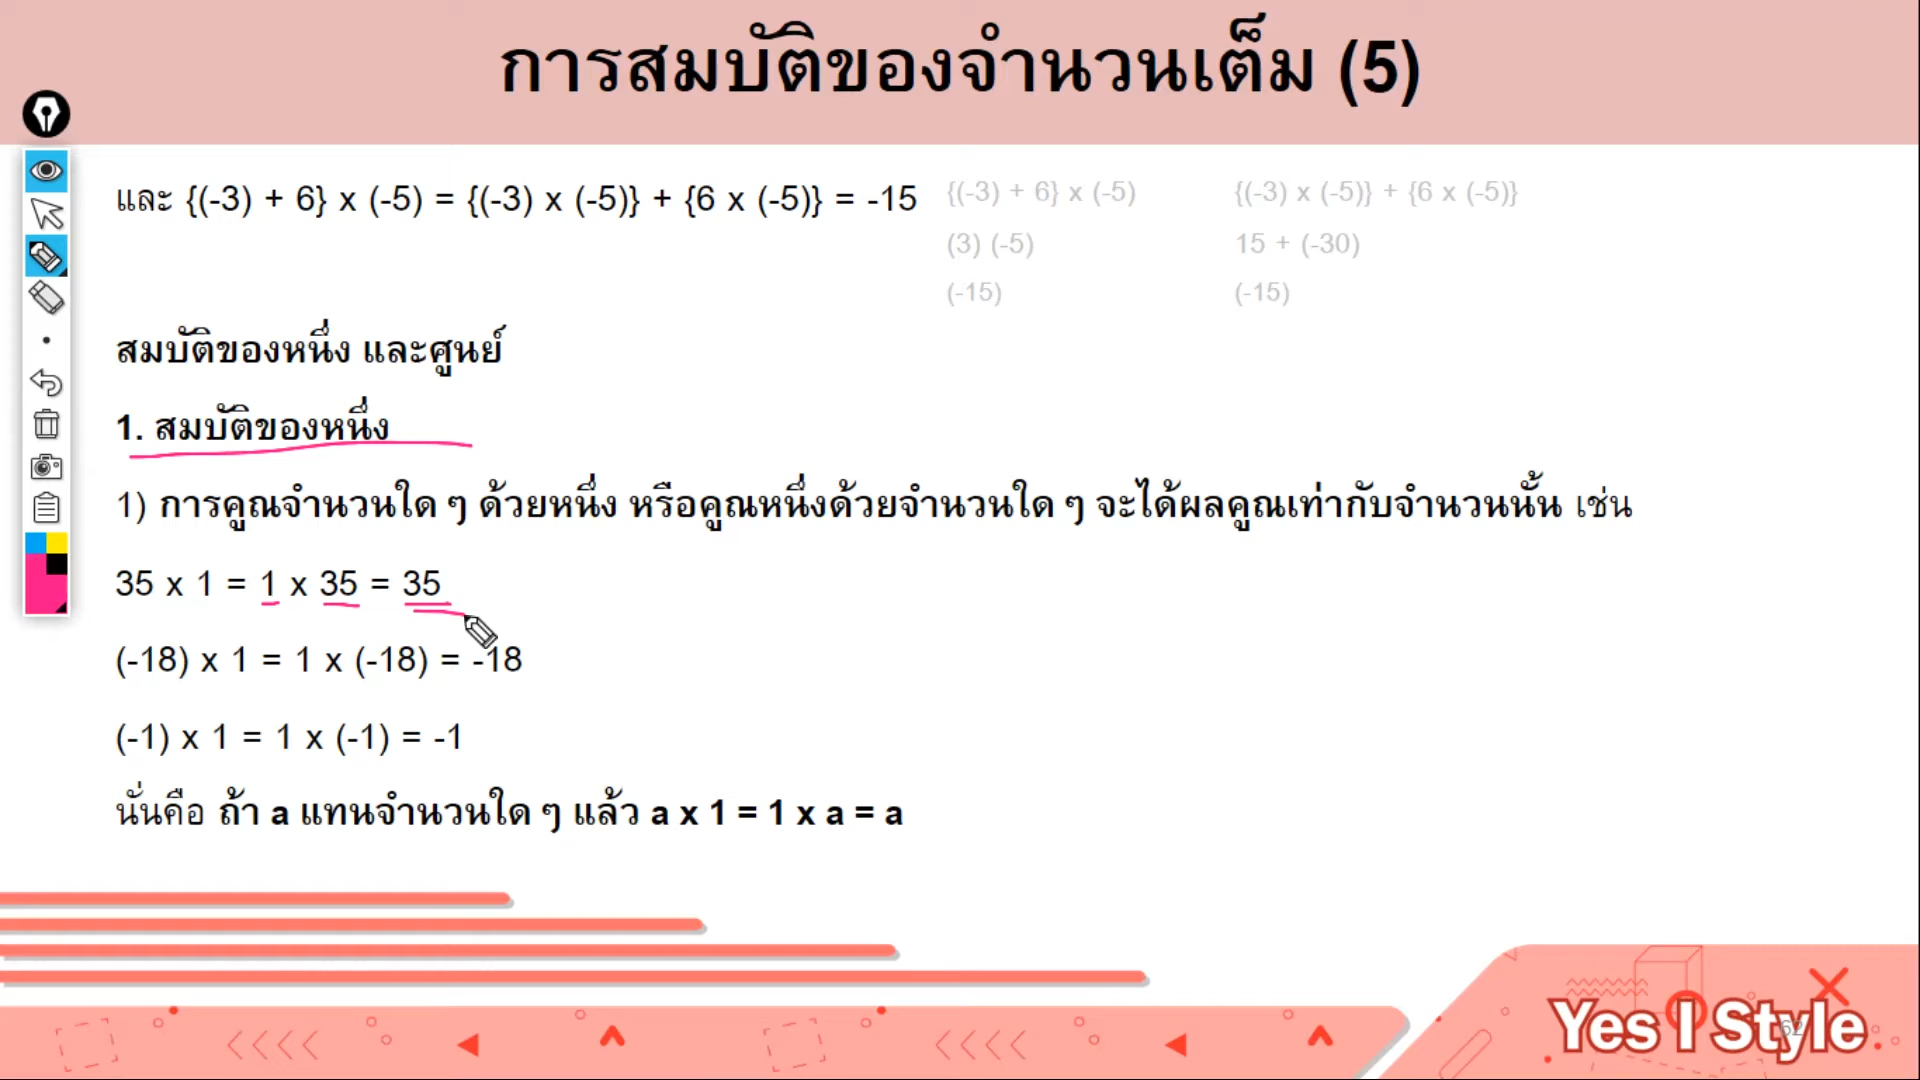 การสมบัติของจำนวนเต็ม (5)
และ {(-3) + 6} x (-5) = {(-3) x (-5)} + {6 x (-5)} = -15
{(-3) + 6} x (-5)
(3) (-5)
(-15)
{(-3) x (-5)} + {6 x (-5)}
15 + (-30)
(-15)
สมบัติของหนึ่ง และศูนย์
1. สมบัติของหนึ่ง
1) การคูณจำนวนใด ๆ ด้วยหนึ่ง หรือคูณหนึ่งด้วยจำนวนใด ๆ จะได้ผลคูณเท่ากับจำนวนนั้น เช่น
35 x 1 = 1 x 35 = 35
(-18) x 1 = 1 x (-18) = -18
(-1) x 1 = 1 x (-1) = -1
นั่นคือ ถ้า a แทนจำนวนใด ๆ แล้ว a x 1 = 1 x a = a
Yes I Style
62